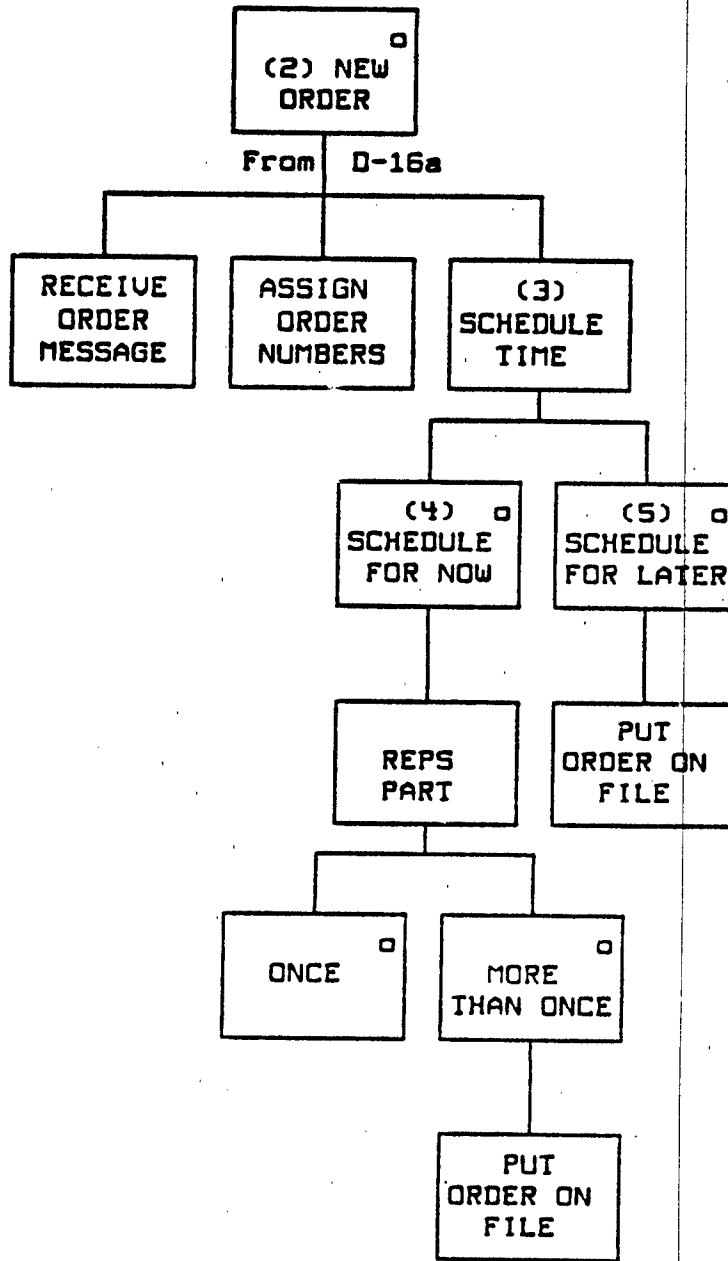 (2) NEW
ORDER
From D-16a
RECEIVE
ORDER
MESSAGE
ASSIGN
ORDER
NUMBERS
(3)
SCHEDULE
TIME
(4)
SCHEDULE
FOR NOW
(5)
SCHEDULE
FOR LATER
REPS
PART
PUT
ORDER ON
FILE
ONCE
MORE
THAN ONCE
PUT
ORDER ON
FILE